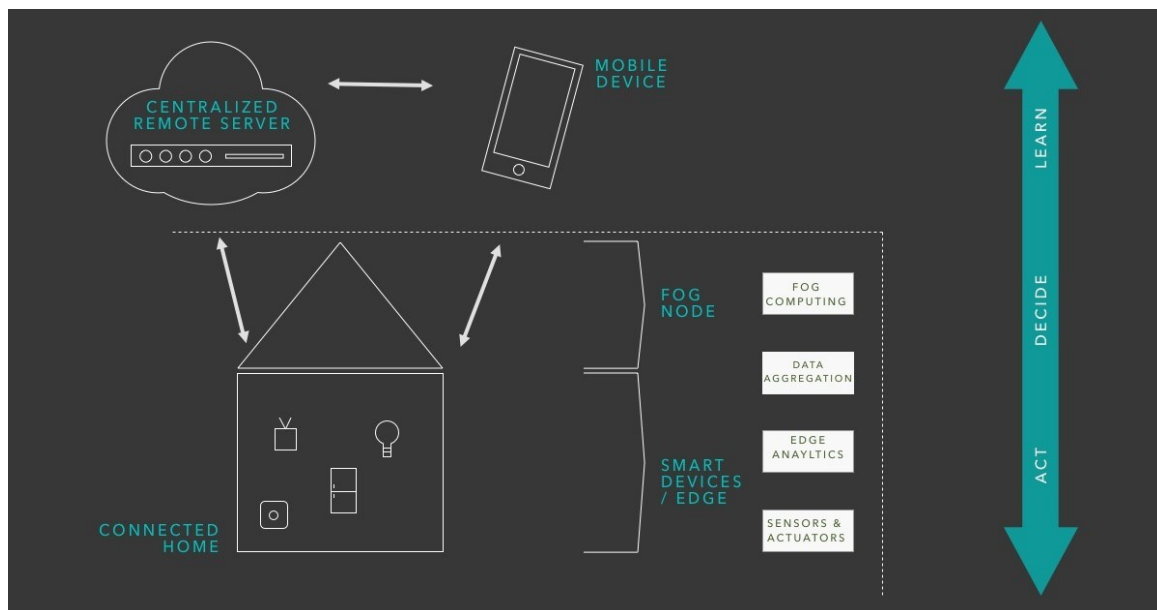 CENTRALIZED
REMOTE SERVER
MOBILE
DEVICE
FOG
NODE
SMART
DEVICES
/ EDGE
CONNECTED
HOME
FOG
COMPUTING
DATA
AGGREGATION
EDGE
ANAYLTICS
SENSORS &
ACTUATORS
LEARN
DECIDE
ACT